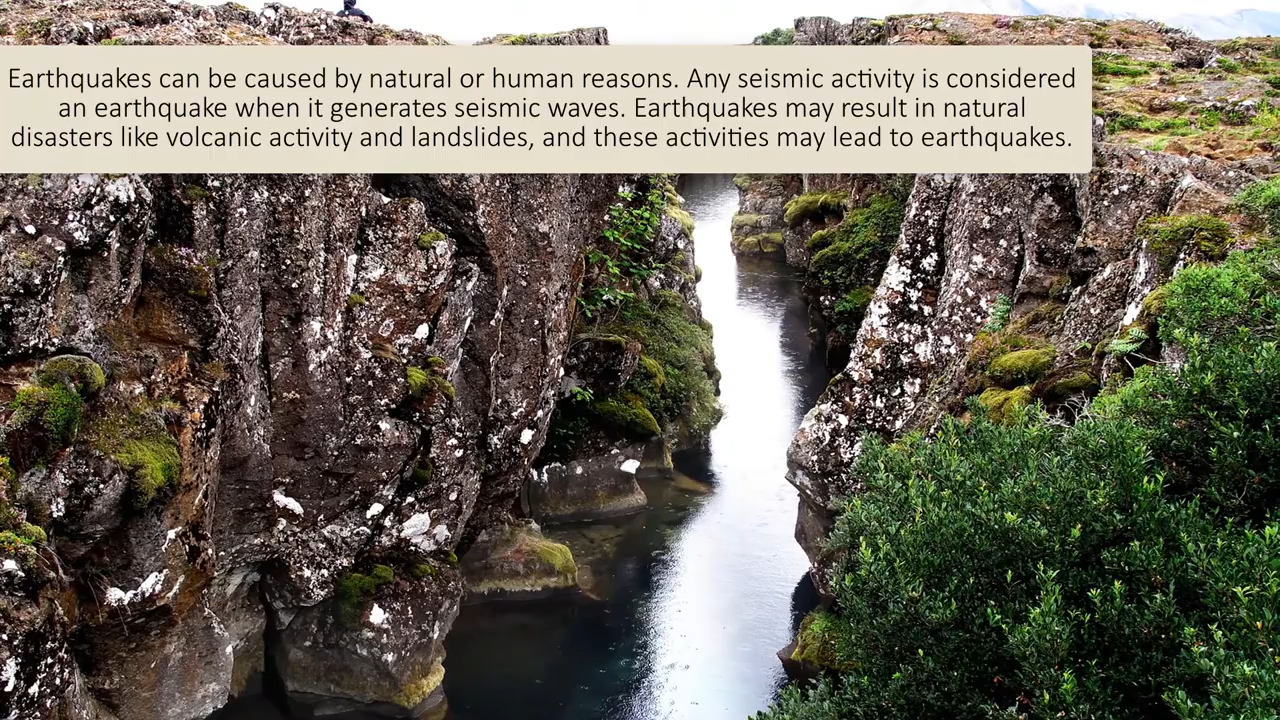 Earthquakes can be caused by natural or human reasons. Any seismic activity is considered
an earthquake when it generates seismic waves. Earthquakes may result in natural
disasters like volcanic activity and landslides, and these activities may lead to earthquakes.